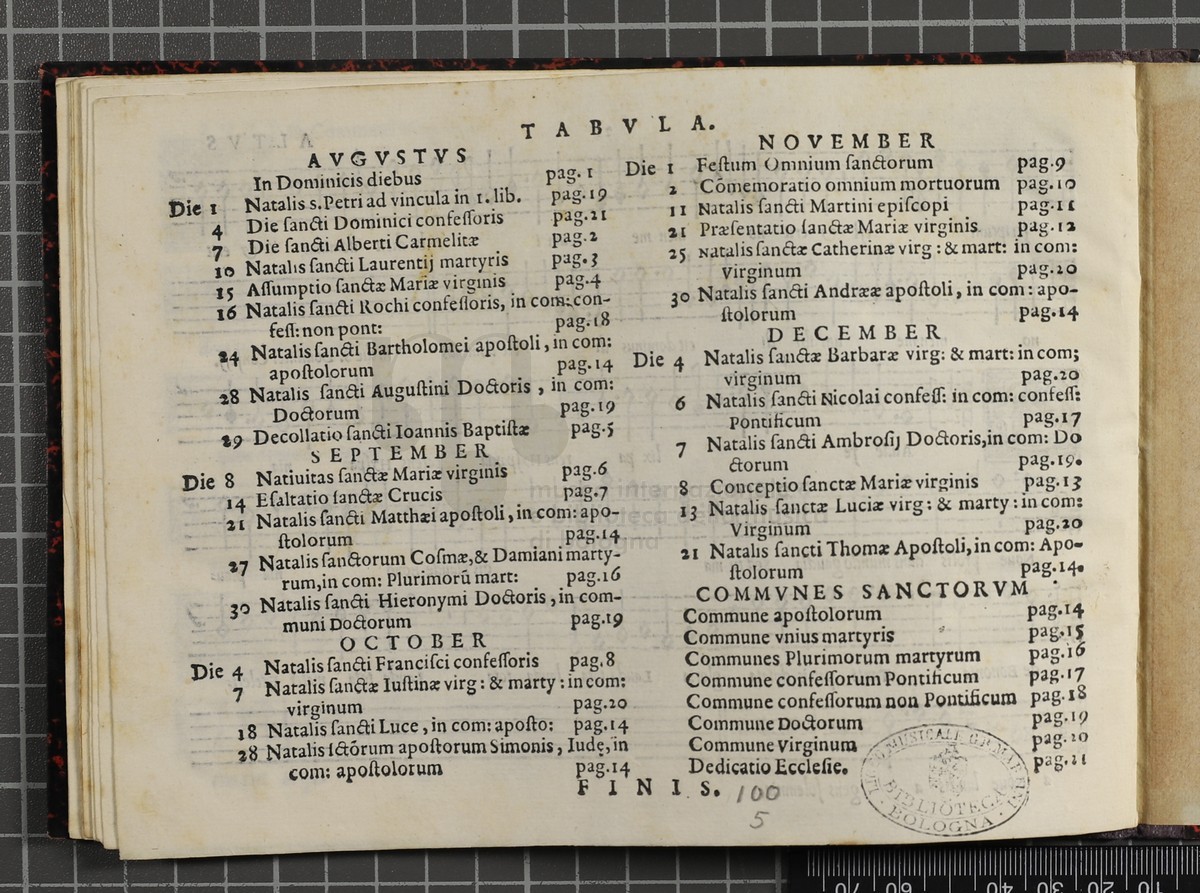 TABVLA.
AVGVSTVS
In Dominicis diebus pag. 1
Die 1 Natalis s. Petri ad vincula in 1. lib. pag.19
4 Die sancti Dominici confessoris pag.21
7 Die sancti Alberti Carmelitæ pag.2
10 Natalis sancti Laurentij martyris pag.3
15 Assumptio sanctæ Mariæ virginis pag.4
16 Natalis sancti Rochi confessoris, in com: con-
fess: non pont: pag.18
24 Natalis sancti Bartholomei apostoli, in com:
apostolorum pag.14
28 Natalis sancti Augustini Doctoris, in com:
Doctorum pag.19
29 Decollatio sancti Ioannis Baptistæ pag.5
SEPTEMBER
Die 8 Natiuitas sanctæ Mariæ virginis pag.6
14 Esaltatio sanctæ Crucis pag.7
21 Natalis sancti Matthæi apostoli, in com: apo-
stolorum pag.14
27 Natalis sanctorum Cosmæ, & Damiani marty-
rum, in com: Plurimorū mart: pag.16
30 Natalis sancti Hieronymi Doctoris, in com-
muni Doctorum pag.19
OCTOBER
Die 4 Natalis sancti Francisci confessoris pag.8
7 Natalis sanctæ Iustinæ virg: & marty: in com:
virginum pag.20
18 Natalis sancti Luce, in com: aposto: pag.14
28 Natalis sctōrum apostorum Simonis, Iudę, in
com: apostolorum pag.14
NOVEMBER
Die 1 Festum Omnium sanctorum pag.9
2 Cōmemoratio omnium mortuorum pag.10
11 Natalis sancti Martini episcopi pag.11
21 Præsentatio sanctæ Mariæ virginis pag.12
25 Natalis sanctæ Catherinæ virg: & mart: in com:
virginum pag.20
30 Natalis sancti Andrææ apostoli, in com: apo-
stolorum pag.14
DECEMBER
Die 4 Natalis sanctæ Barbaræ virg: & mart: in com;
virginum pag.20
6 Natalis sancti Nicolai confess: in com: confess:
Pontificum pag.17
7 Natalis sancti Ambrosij Doctoris, in com: Do
ctorum pag.19.
8 Conceptio sanctæ Mariæ virginis pag.13
13 Natalis sanctæ Luciæ virg: & marty: in com:
Virginum pag.20
21 Natalis sancti Thomæ Apostoli, in com: Apo-
stolorum pag.14.
COMMVNES SANCTORVM
Commune apostolorum pag.14
Commune vnius martyris pag.15
Communes Plurimorum martyrum pag.16
Commune confessorum Pontificum pag.17
Commune confessorum non Pontificum pag.18
Commune Doctorum pag.19
Commune Virginum pag.20
Dedicatio Ecclesie. pag.21
FINIS.
100
5
BIBLIOTECA
BOLOGNA
70 60 50 40 30 20 10